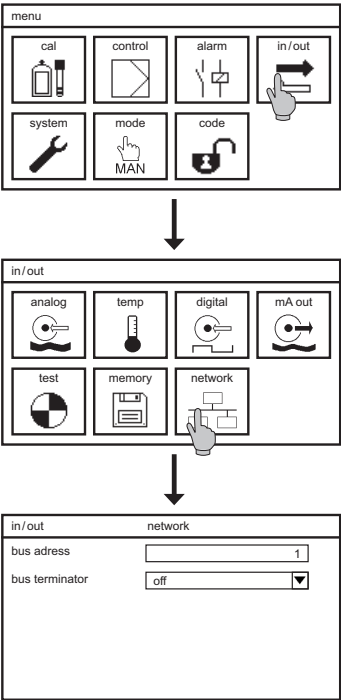 menu
cal control alarm in/out
system mode code
MAN
in/out
analog temp digital mA out
test memory network
in/out network
bus adress 1
bus terminator off